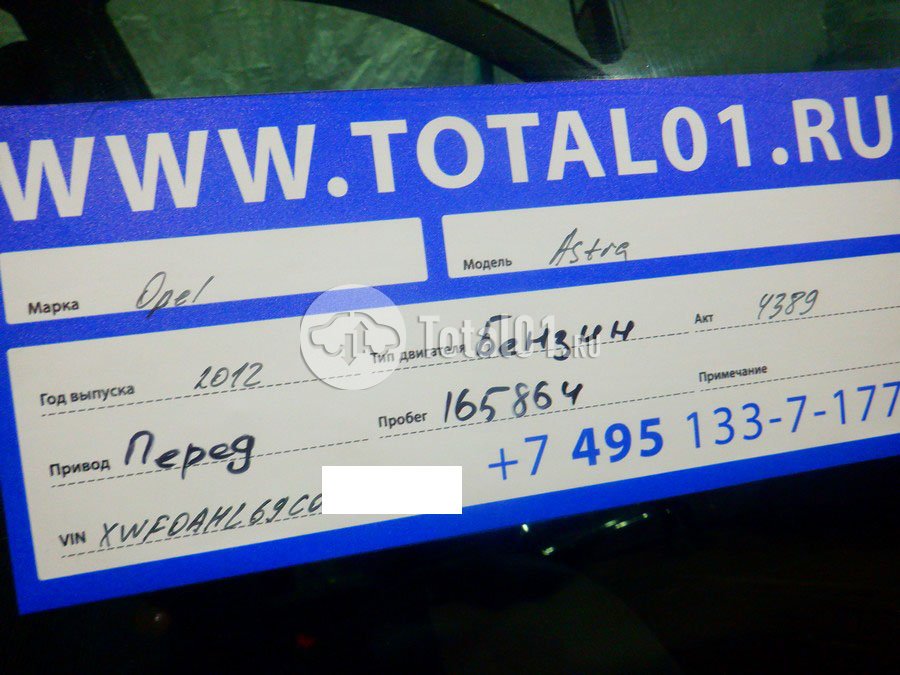 WWW.TOTAL01.RU
Марка Opel Модель Astra
Год выпуска 2012 Тип двигателя Бензин Акт 4389
Total01.RU
Привод Перед Пробег 165864 Примечание
+7 495 133-7-177
VIN XWF0AHL69CG